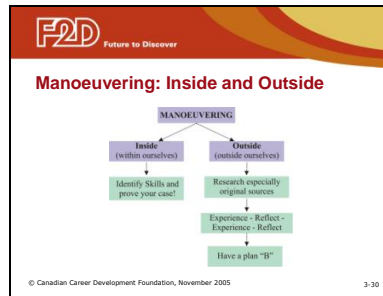 F2D Future to Discover
Manoeuvering: Inside and Outside
MANOEUVERING
Inside
(within ourselves)
Outside
(outside ourselves)
Identify Skills and
prove your case!
Research especially
original sources
Experience - Reflect -
Experience - Reflect
Have a plan “B”
© Canadian Career Development Foundation, November 2005
3-30